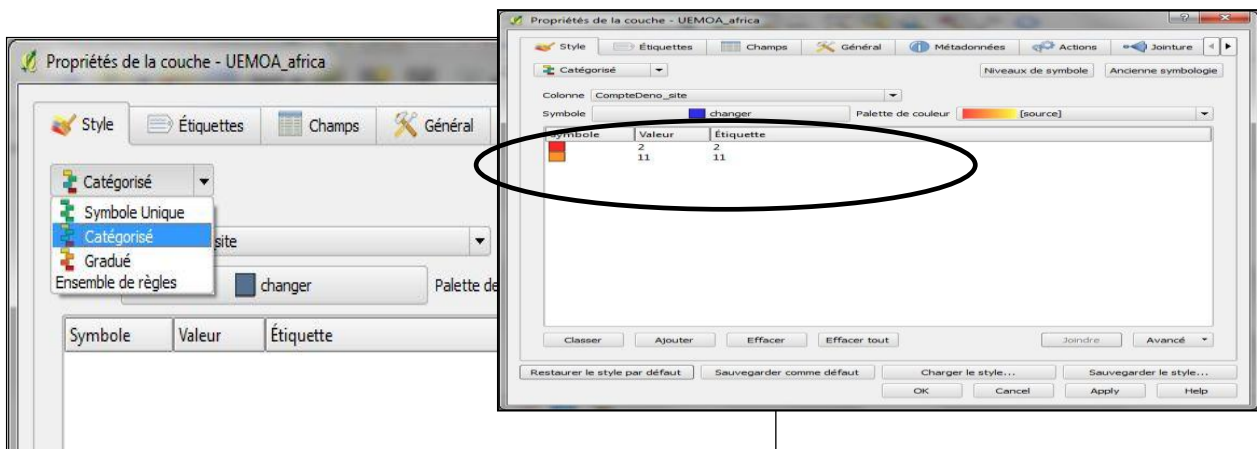 Propriétés de la couche - UEMOA_africa
Style Étiquettes Champs Général
Catégorisé
Symbole Unique
Catégorisé
site
Gradué
Ensemble de règles
changer Palette de
Symbole Valeur Étiquette
Propriétés de la couche - UEMOA_africa
Style Étiquettes Champs Général Métadonnées Actions Jointure
Catégorisé Niveaux de symbole Ancienne symbologie
Colonne CompteDeno_site
Symbole changer Palette de couleur [source]
Symbole Valeur Étiquette
2 2
11 11
Classer Ajouter Effacer Effacer tout Joindre Avancé
Restaurer le style par défaut Sauvegarder comme défaut Charger le style... Sauvegarder le style...
OK Cancel Apply Help